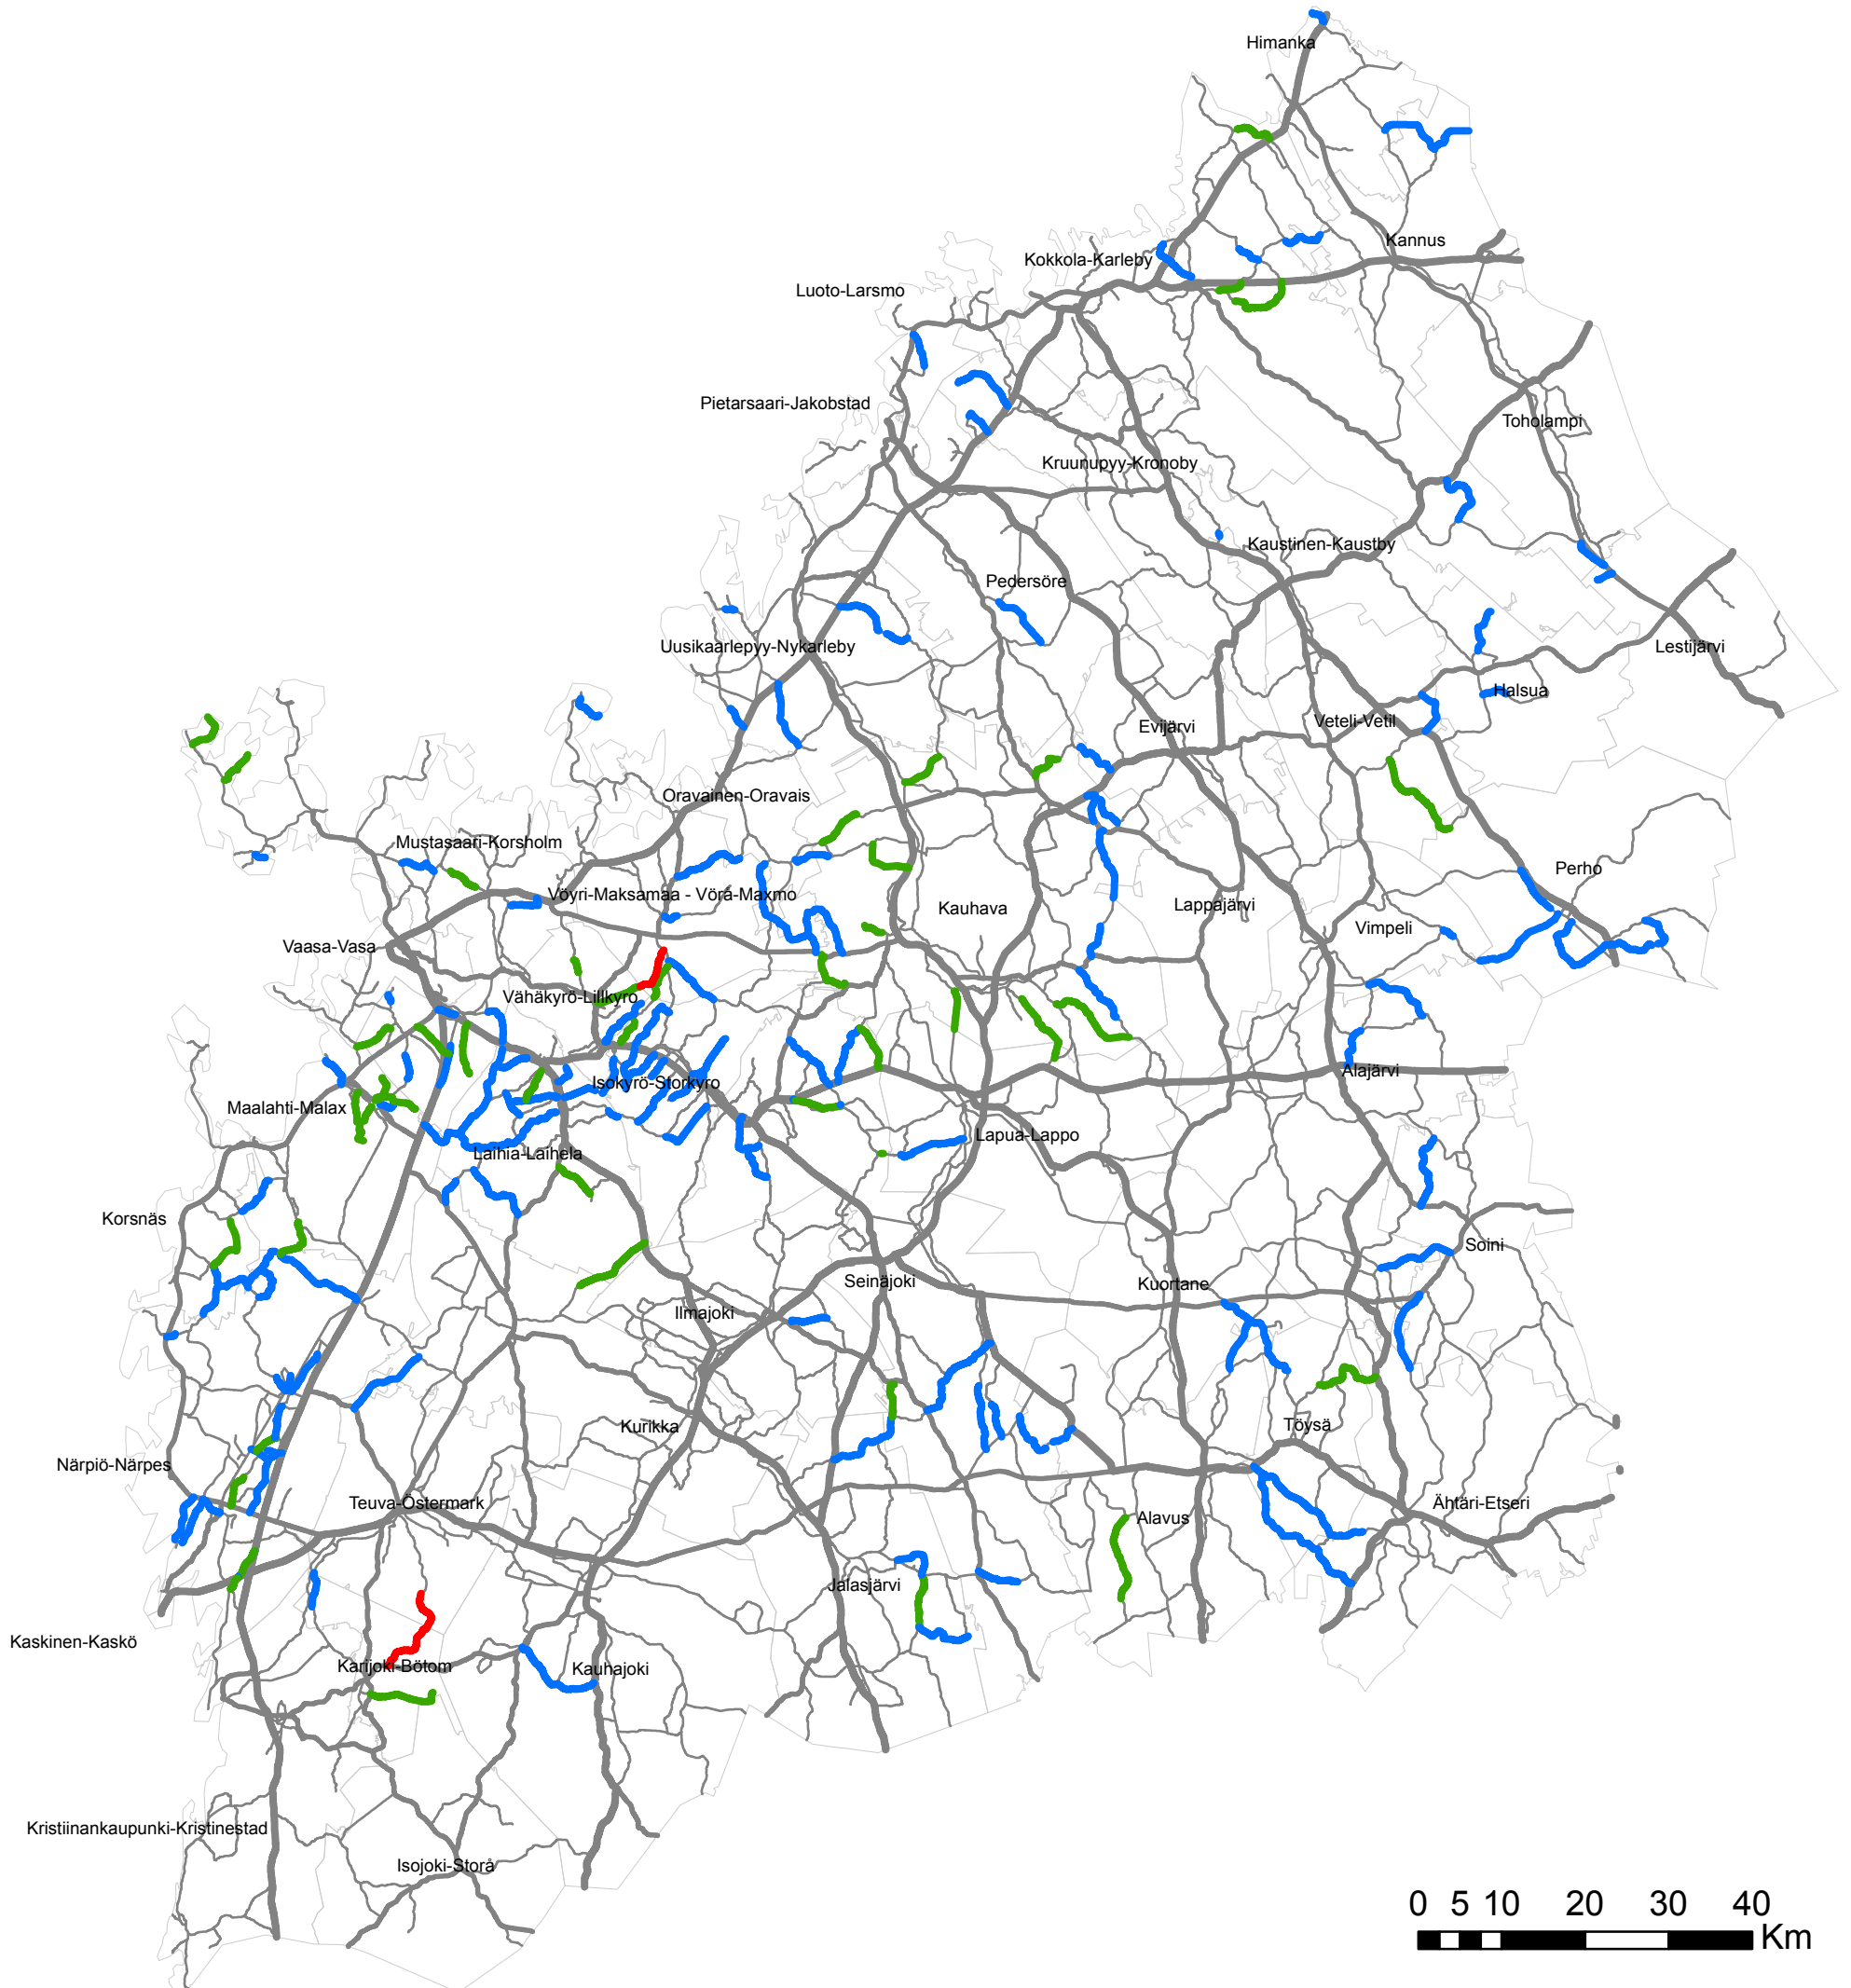 Himanka
Kannus
Kokkola-Karleby
Luoto-Larsmo
Pietarsaari-Jakobstad
Toholampi
Kruunupyy-Kronoby
Kaustinen-Kaustby
Pedersöre
Uusikaarlepyy-Nykarleby
Lestijärvi
Halsua
Veteli-Vetil
Evijärvi
Oravainen-Oravais
Mustasaari-Korsholm
Perho
Vöyri-Maksamaa - Vörå-Maxmo
Lappajärvi
Kauhava
Vimpeli
Vaasa-Vasa
Vähäkyrö-Lillkyro
Alajärvi
Isokyrö-Storkyro
Maalahti-Malax
Lapua-Lappo
Laihia-Laihela
Korsnäs
Soini
Seinäjoki
Kuortane
Ilmajoki
Töysä
Kurikka
Närpiö-Närpes
Teuva-Östermark
Ähtäri-Etseri
Alavus
Jalasjärvi
Kaskinen-Kaskö
Karijoki-Bötom
Kauhajoki
Kristiinankaupunki-Kristinestad
Isojoki-Storå
0 5 10 20 30 40
Km